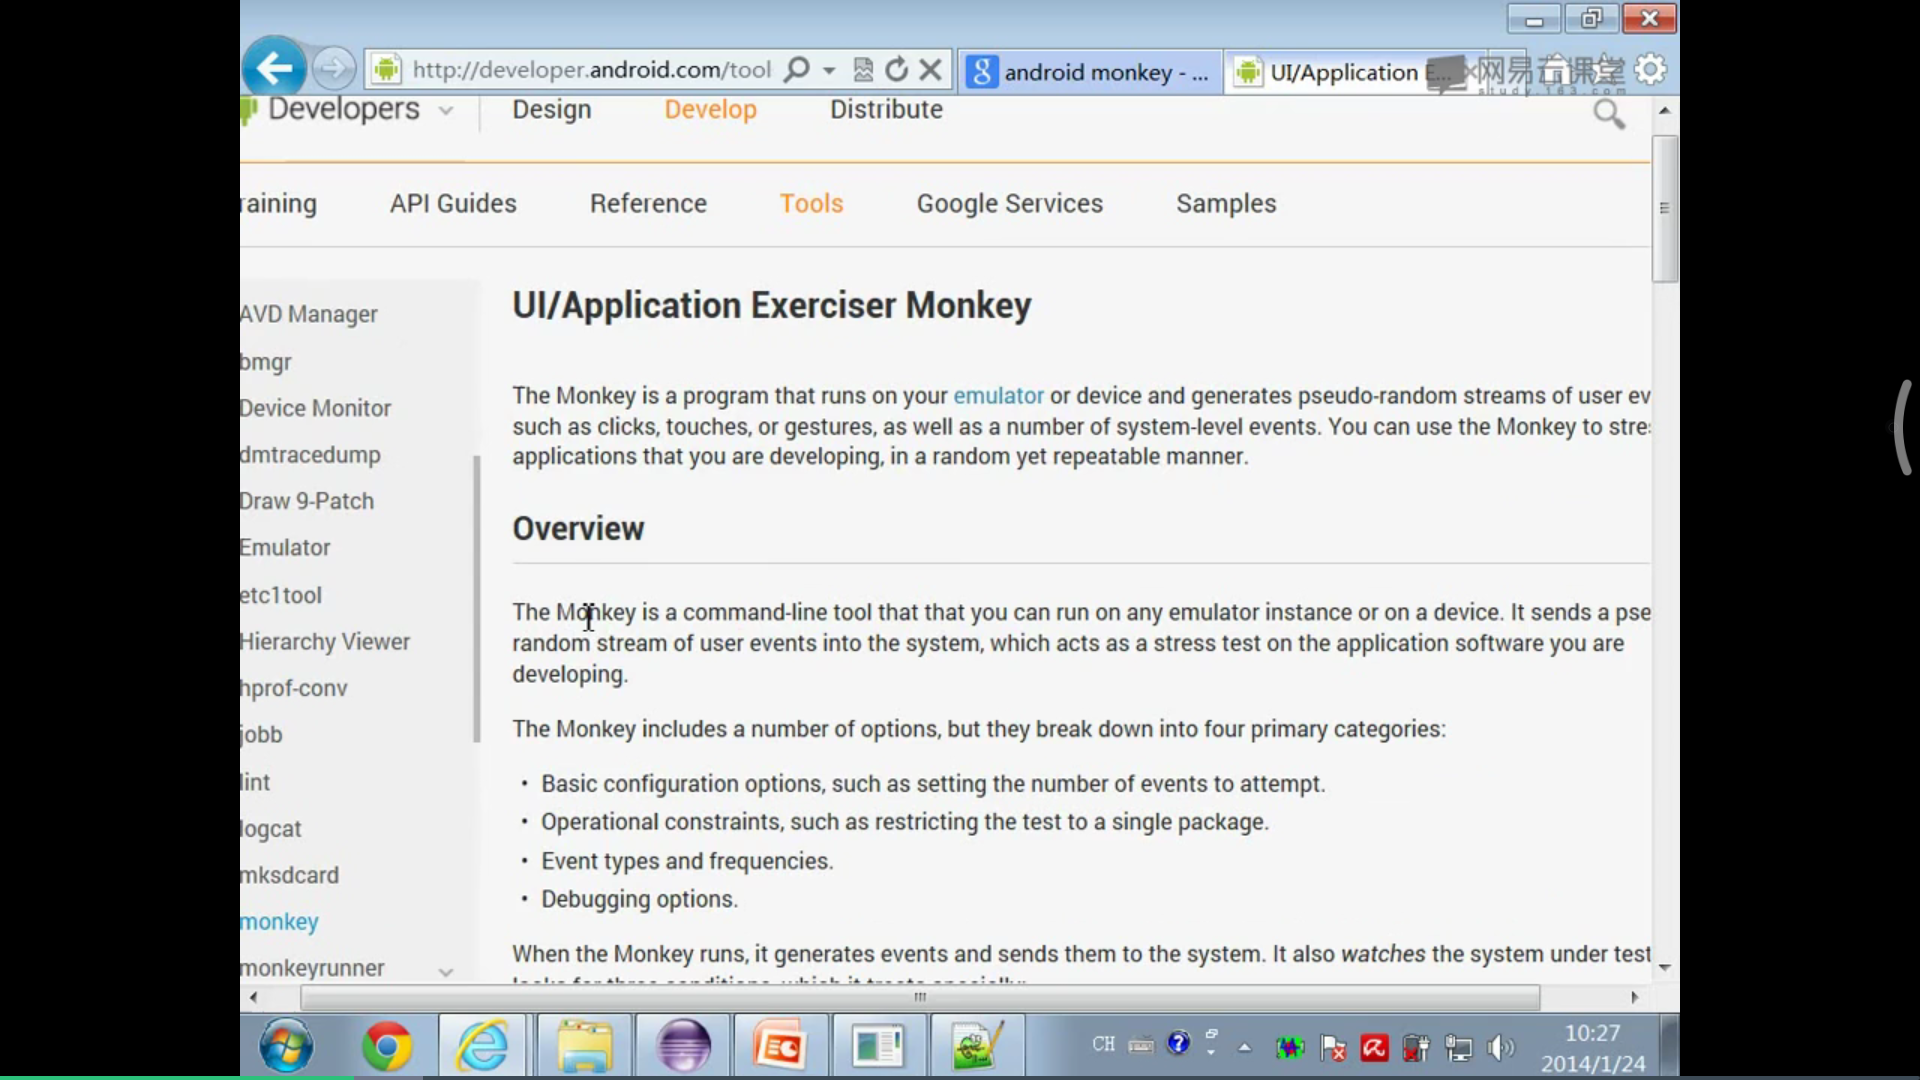 http://developer.android.com/tool
android monkey - ...
UI/Application E...
网易云课堂
study.163.com
Developers
Design
Develop
Distribute
raining
API Guides
Reference
Tools
Google Services
Samples
AVD Manager
bmgr
Device Monitor
dmtracedump
Draw 9-Patch
Emulator
etc1tool
Hierarchy Viewer
hprof-conv
jobb
lint
logcat
mksdcard
monkey
monkeyrunner
UI/Application Exerciser Monkey
The Monkey is a program that runs on your emulator or device and generates pseudo-random streams of user ev
such as clicks, touches, or gestures, as well as a number of system-level events. You can use the Monkey to stre
applications that you are developing, in a random yet repeatable manner.
Overview
The Monkey is a command-line tool that that you can run on any emulator instance or on a device. It sends a pse
random stream of user events into the system, which acts as a stress test on the application software you are
developing.
The Monkey includes a number of options, but they break down into four primary categories:
• Basic configuration options, such as setting the number of events to attempt.
• Operational constraints, such as restricting the test to a single package.
• Event types and frequencies.
• Debugging options.
When the Monkey runs, it generates events and sends them to the system. It also watches the system under test
looks for three conditions, which it treats specially:
CH
10:27
2014/1/24